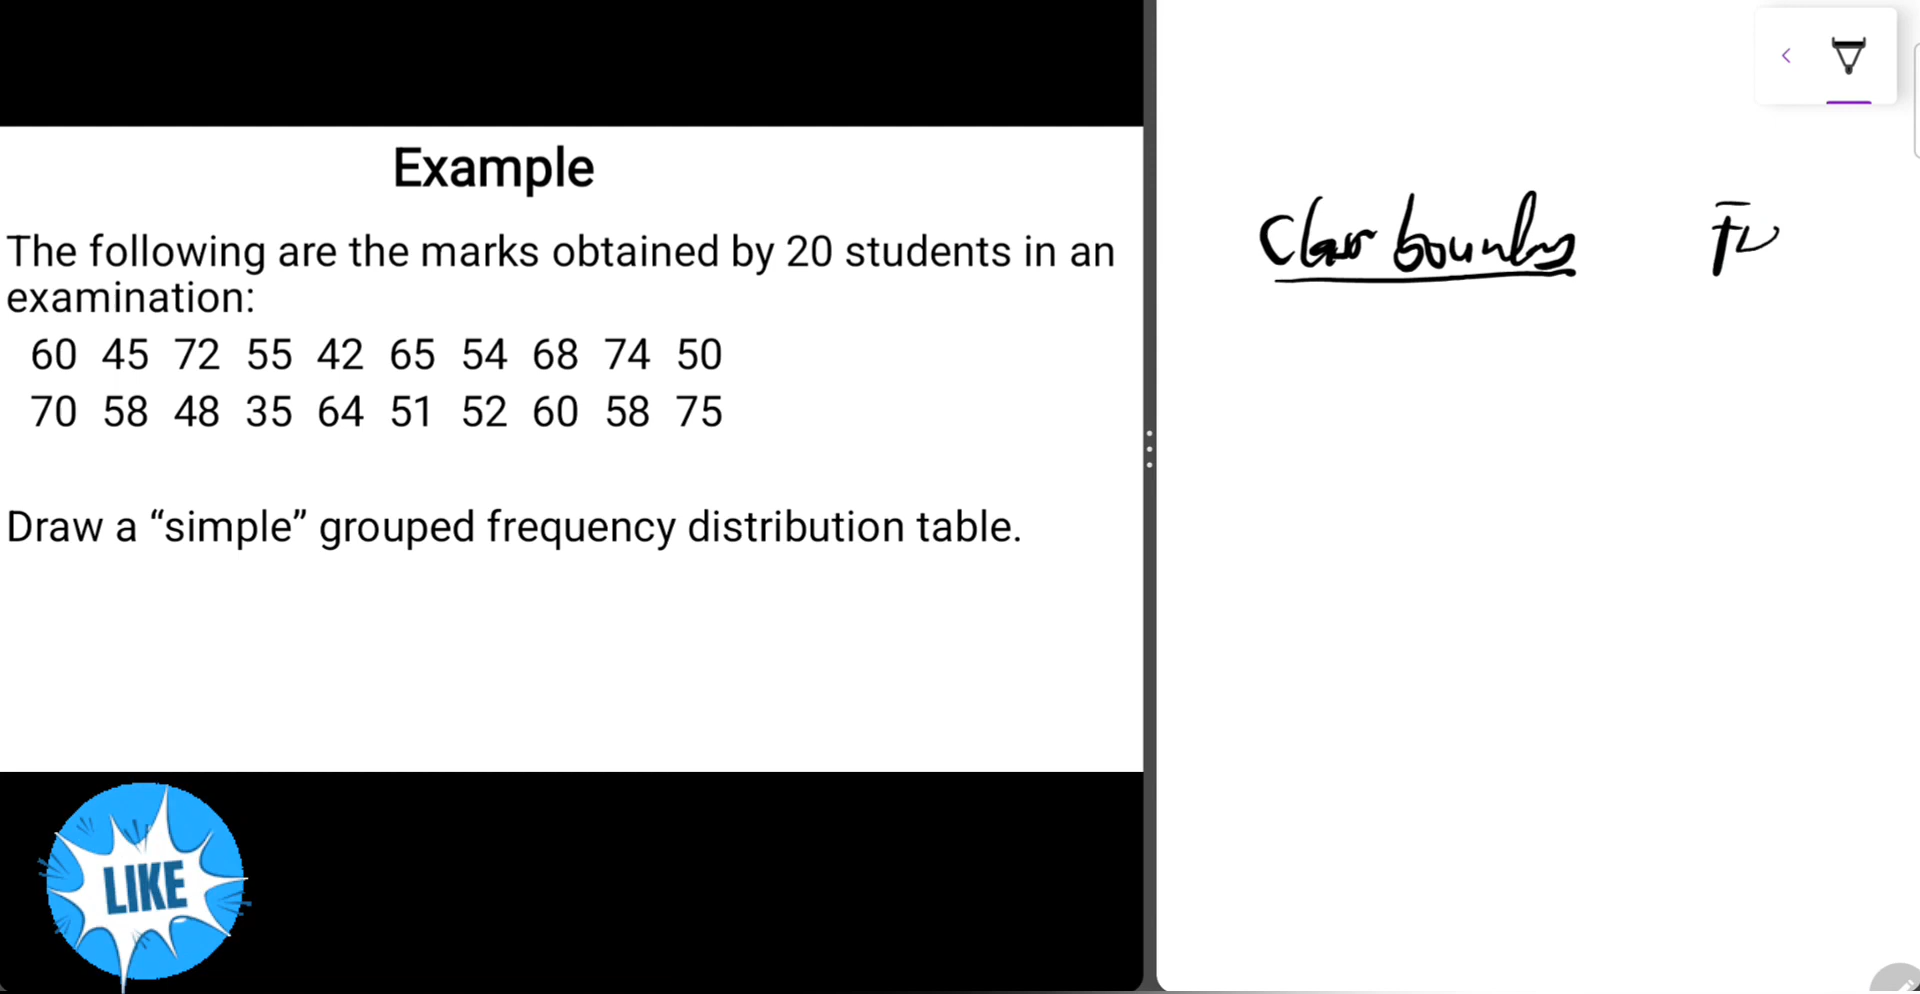 Example
The following are the marks obtained by 20 students in an
examination:
60 45 72 55 42 65 54 68 74 50
70 58 48 35 64 51 52 60 58 75
Draw a “simple” grouped frequency distribution table.
LIKE
Class